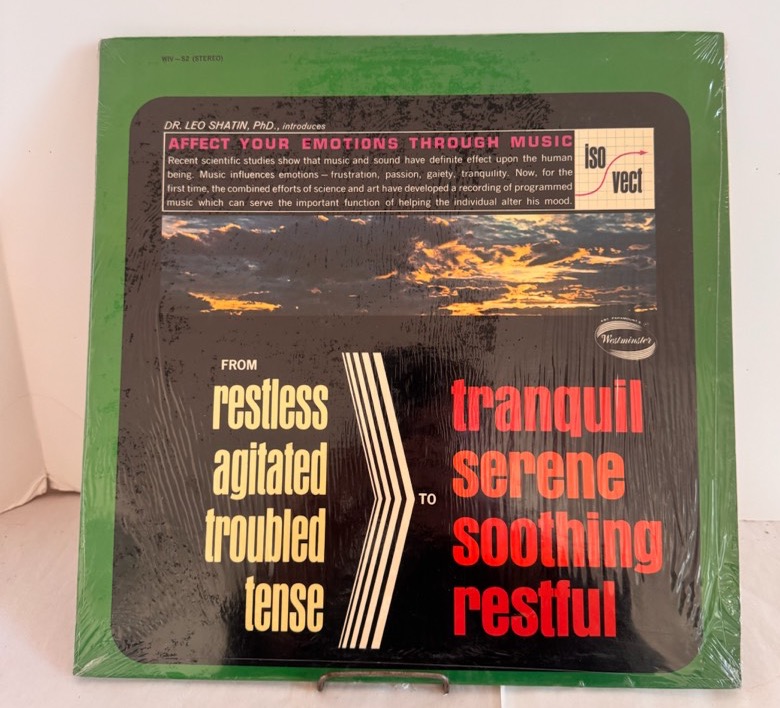 WIV-52 (STEREO)
DR. LEO SHATIN, PhD., introduces
AFFECT YOUR EMOTIONS THROUGH MUSIC
Recent scientific studies show that music and sound have definite effect upon the human
being. Music influences emotions – frustration, passion, gaiety, tranquility. Now, for the
first time, the combined efforts of science and art have developed a recording of programmed
music which can serve the important function of helping the individual alter his mood.
iso
vect
Westminster
FROM
restless
agitated
troubled
tense
TO
tranquil
serene
soothing
restful